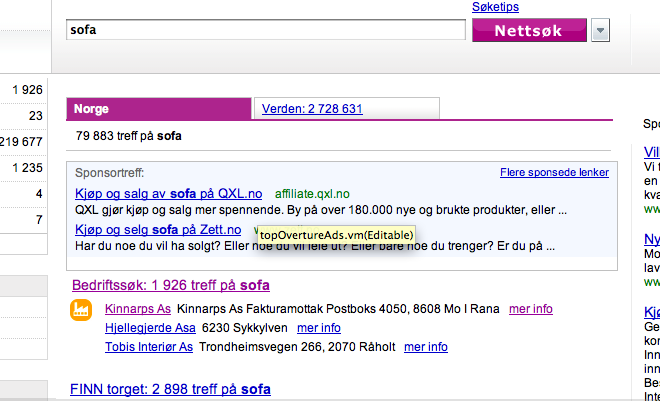 Søketips
sofa
Nettsøk
1 926
23
219 677
1 235
4
7
Norge
Verden: 2 728 631
79 883 treff på sofa
Sponsortreff:
Flere sponsede lenker
Kjøp og salg av sofa på QXL.no affiliate.qxl.no
QXL gjør kjøp og salg mer spennende. By på over 180.000 nye og brukte produkter, eller ...
Kjøp og selg sofa på Zett.no
topOvertureAds.vm(Editable)
Har du noe du vil ha solgt? Eller noe du vil leie ut? Eller bare noe du trenger? Er du på ...
Bedriftssøk: 1 926 treff på sofa
Kinnarps As Kinnarps As Fakturamottak Postboks 4050, 8608 Mo I Rana mer info
Hjellegjerde Asa 6230 Sykkylven mer info
Tobis Interiør As Trondheimsvegen 266, 2070 Råholt mer info
FINN torget: 2 898 treff på sofa
Spo
Vil
Vi f
en
kva
ww
Ny
Mo
lav
ww
Kjø
Ge
kor
Inn
inn
Bes
Inte